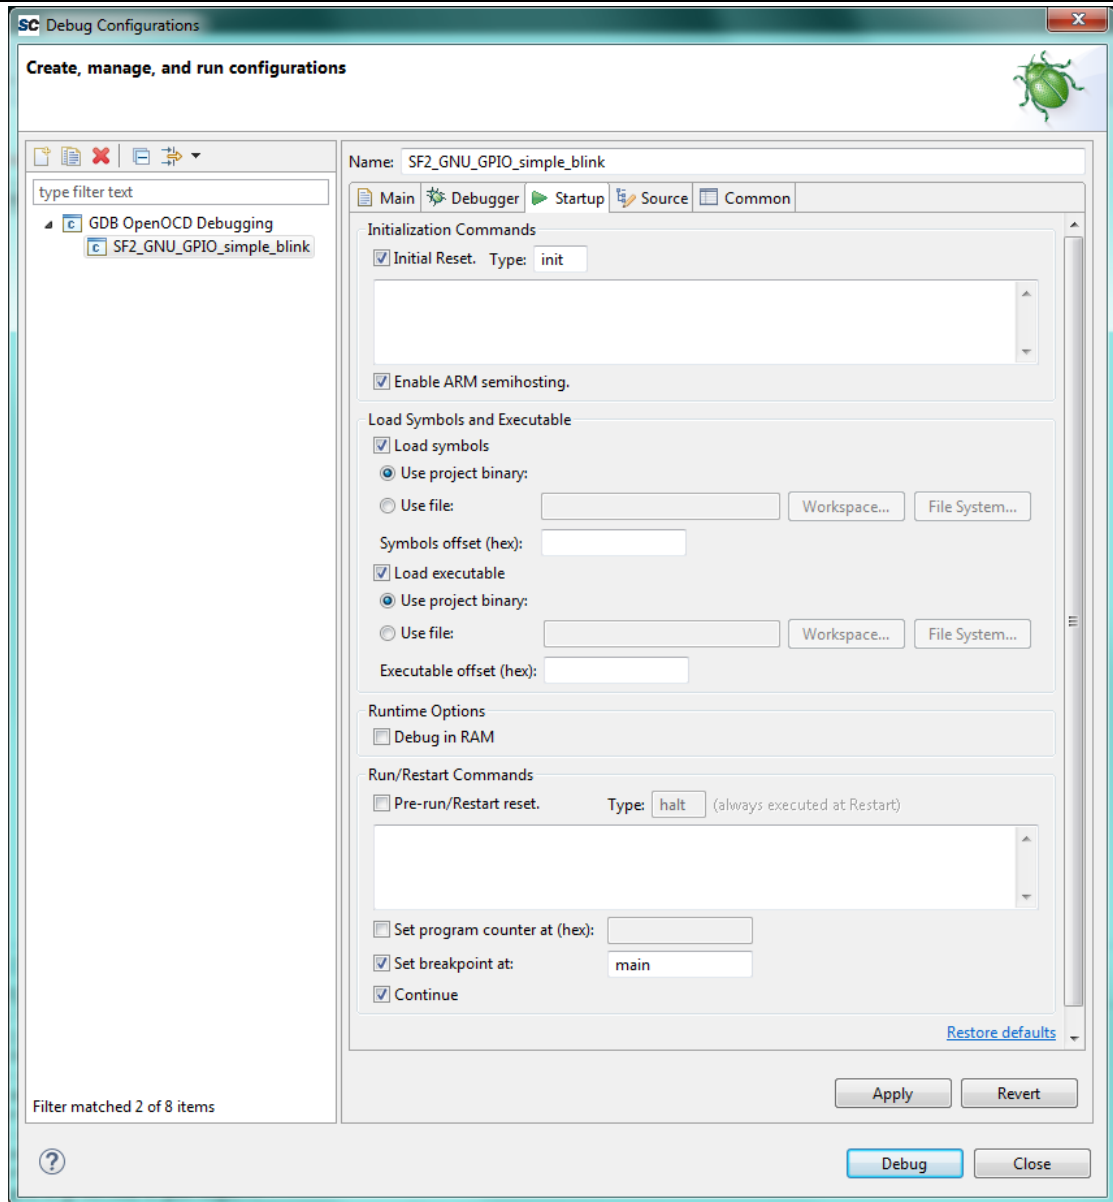 SC Debug Configurations
Create, manage, and run configurations
type filter text
GDB OpenOCD Debugging
SF2_GNU_GPIO_simple_blink
Filter matched 2 of 8 items
Name: SF2_GNU_GPIO_simple_blink
Main Debugger Startup Source Common
Initialization Commands
Initial Reset. Type: init
Enable ARM semihosting.
Load Symbols and Executable
Load symbols
Use project binary:
Use file: Workspace... File System...
Symbols offset (hex):
Load executable
Use project binary:
Use file: Workspace... File System...
Executable offset (hex):
Runtime Options
Debug in RAM
Run/Restart Commands
Pre-run/Restart reset. Type: halt (always executed at Restart)
Set program counter at (hex):
Set breakpoint at: main
Continue
Restore defaults
Apply Revert
Debug Close